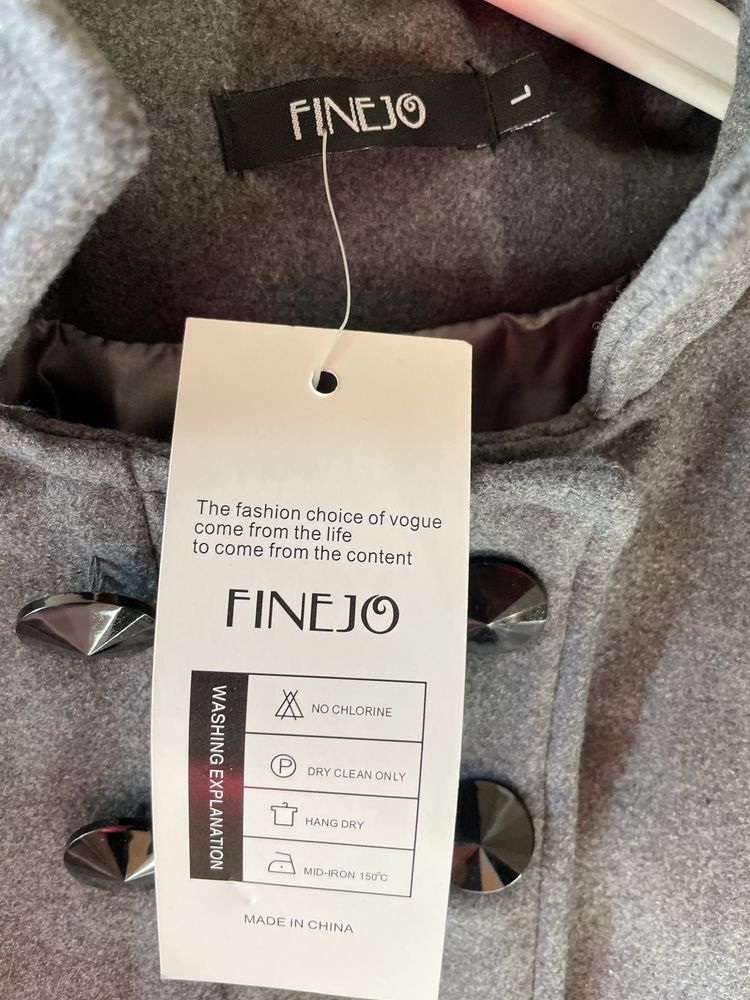 FINEJO
L
The fashion choice of vogue
come from the life
to come from the content
FINEJO
WASHING EXPLANATION
NO CHLORINE
P
DRY CLEAN ONLY
HANG DRY
MID-IRON 150°C
MADE IN CHINA